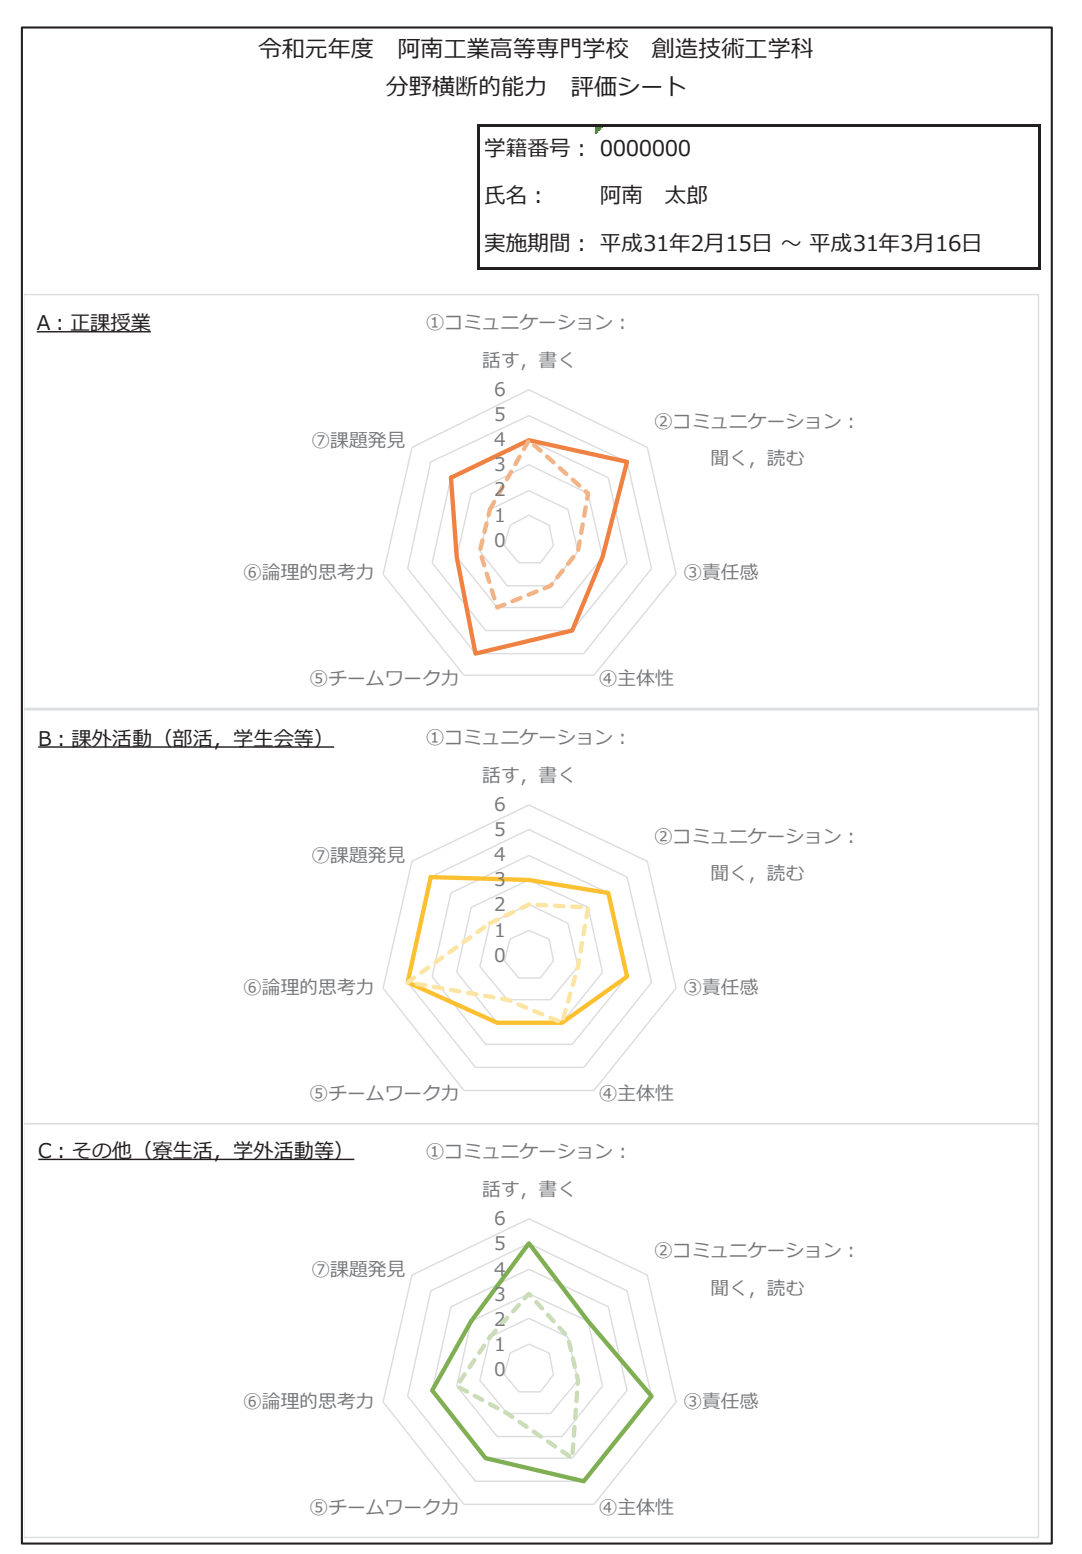 令和元年度　阿南工業高等専門学校　創造技術工学科
分野横断的能力　評価シート
学籍番号： 0000000
氏名：　　阿南　太郎
実施期間： 平成31年2月15日 ～ 平成31年3月16日
A：正課授業
①コミュニケーション：
話す，書く
②コミュニケーション：
聞く，読む
③責任感
④主体性
⑤チームワーク力
⑥論理的思考力
⑦課題発見
6
5
4
3
2
1
0
B：課外活動（部活，学生会等）
①コミュニケーション：
話す，書く
②コミュニケーション：
聞く，読む
③責任感
④主体性
⑤チームワーク力
⑥論理的思考力
⑦課題発見
6
5
4
3
2
1
0
C：その他（寮生活，学外活動等）
①コミュニケーション：
話す，書く
②コミュニケーション：
聞く，読む
③責任感
④主体性
⑤チームワーク力
⑥論理的思考力
⑦課題発見
6
5
4
3
2
1
0